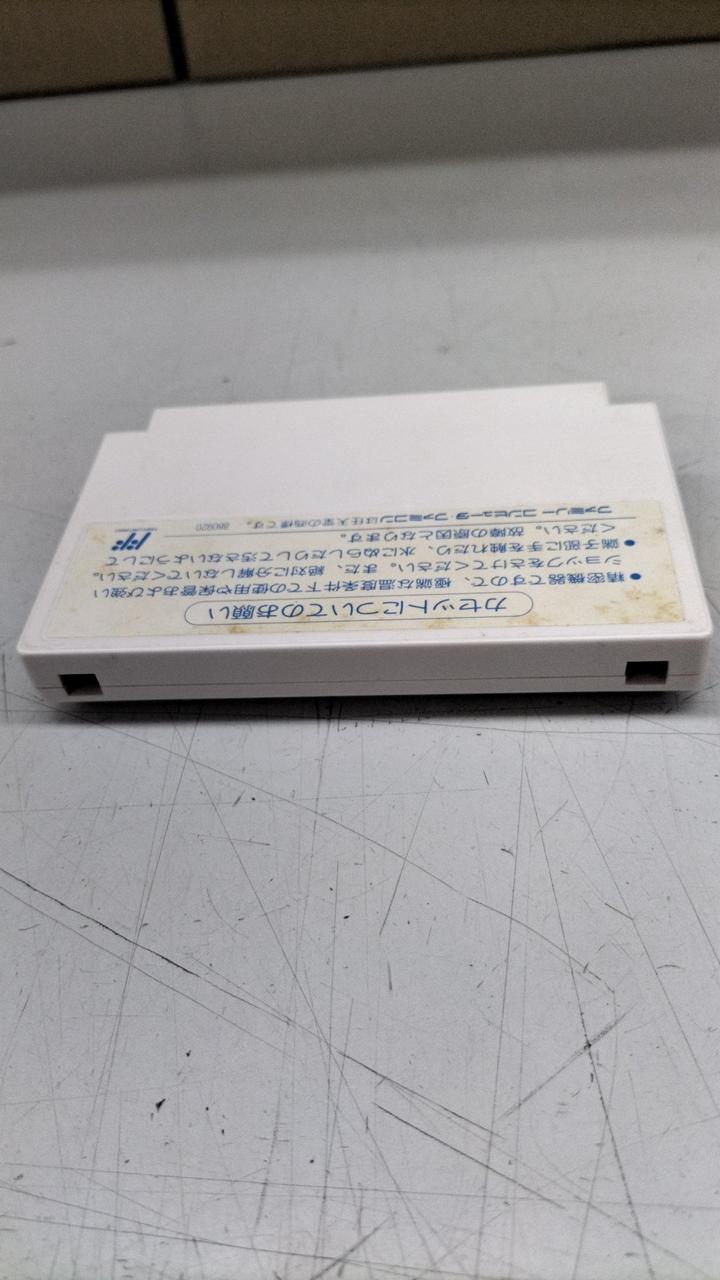 カセットについてのお願い
●精密機器ですので、極端な温度条件下での使用や保管および強い
ショックをさけてください。また、絶対に分解しないでください。
●端子部に手を触れたり、水にぬらしたりして汚さないようにして
ください。故障の原因となります。
ファミリーコンピュータ・ファミコンは任天堂の商標です。